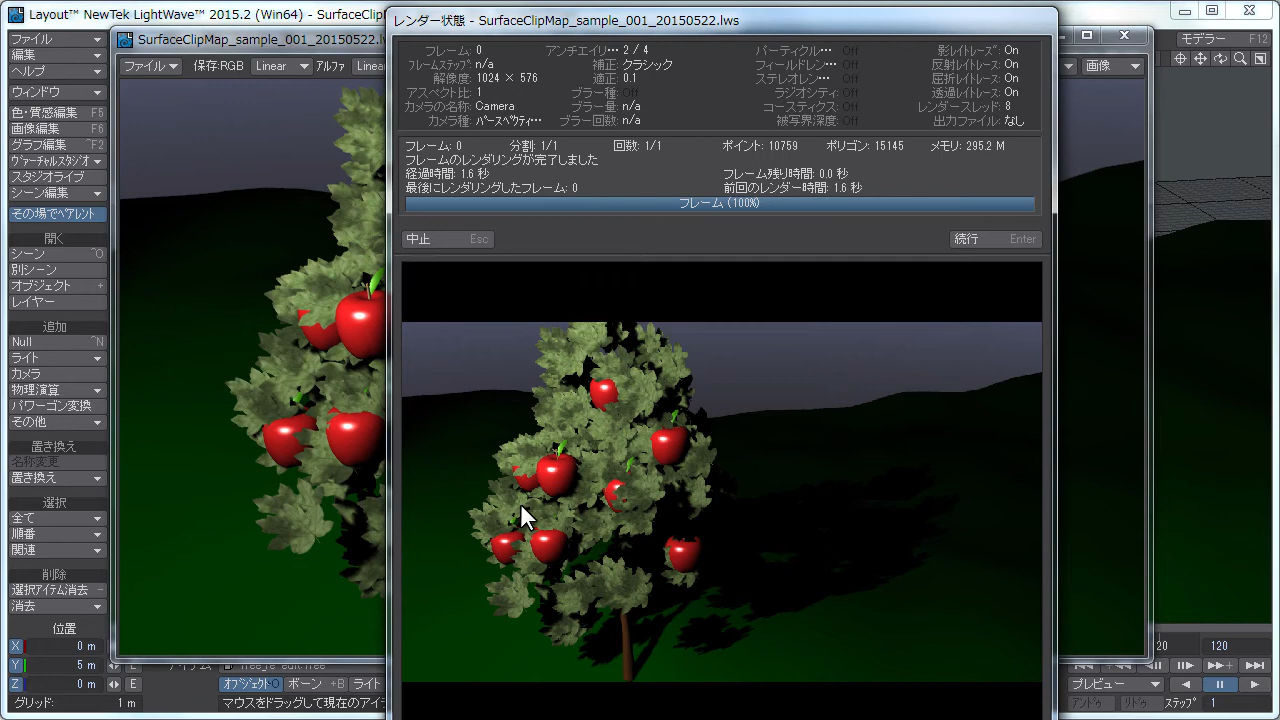 Layout™ NewTek LightWave™ 2015.2 (Win64) - SurfaceClipM
レンダー状態 - SurfaceClipMap_sample_001_20150522.lws
SurfaceClipMap_sample_001_20150522.lw
ファイル
編集
ヘルプ
ウィンドウ
色・質感編集 F5
画像編集 F6
グラフ編集 ^F2
ヴァーチャルスタジオ
スタジオライブ
シーン編集
その場でペアレント
開く
シーン ^O
別シーン
オブジェクト +
レイヤー
追加
Null ^N
ライト
カメラ
物理演算
パワーゴン変換
その他
置き換え
名称変更
置き換え
選択
全て
順番
関連
削除
選択アイテム消去 -
消去
位置
X 0 m
Y 5 m
Z 0 m
グリッド: 1 m
ファイル 保存:RGB Linear アルファ Linea
フレーム: 0 アンチエイリ… 2 / 4 パーティクル… Off 影レイトレース: On
フレームステップ: n/a 補正: クラシック フィールドレン… Off 反射レイトレース: On
解像度: 1024 × 576 適正: 0.1 ステレオレン… Off 屈折レイトレース: On
アスペクト比: 1 ブラー種: Off ラジオシティ: Off 透過レイトレース: On
カメラの名称: Camera ブラー量: n/a コースティクス: Off レンダースレッド: 8
カメラ種: パースペクティ… ブラー回数: n/a 被写界深度: Off 出力ファイル: なし
フレーム: 0 分割: 1/1 回数: 1/1 ポイント: 10759 ポリゴン: 15145 メモリ: 295.2 M
フレームのレンダリングが完了しました
経過時間: 1.6 秒 フレーム残り時間: 0.0 秒
最後にレンダリングしたフレーム: 0 前回のレンダー時間: 1.6 秒
フレーム (100%)
中止 Esc
続行 Enter
モデラー F12
画像
E
E
オブジェクト O ボーン +B ライト
マウスをドラッグして現在のアイテ
120
プレビュー
アンドゥ リドゥ ステップ 1